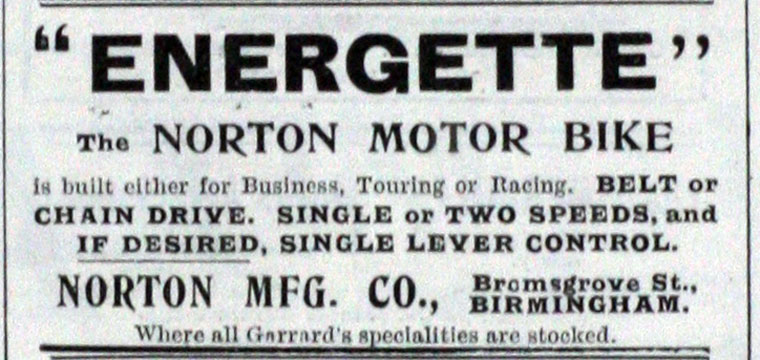 "ENERGETTE"
The NORTON MOTOR BIKE
is built either for Business, Touring or Racing. BELT or
CHAIN DRIVE. SINGLE or TWO SPEEDS, and
IF DESIRED, SINGLE LEVER CONTROL.
NORTON MFG. CO., Bromsgrove St.,
BIRMINGHAM.
Where all Garrard's specialities are stocked.